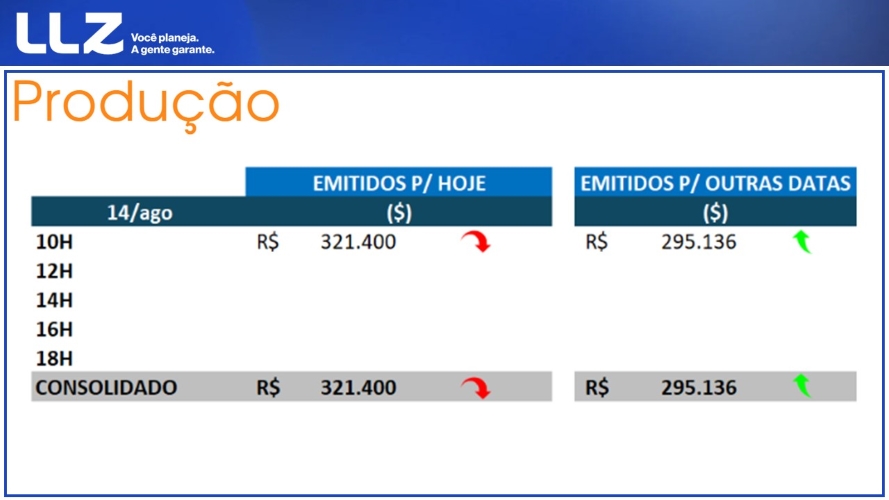 LLZ
Você planeja.
A gente garante.
Produção
EMITIDOS P/ HOJE EMITIDOS P/ OUTRAS DATAS
14/ago ($) ($)
10H R$ 321.400 R$ 295.136
12H
14H
16H
18H
CONSOLIDADO R$ 321.400 R$ 295.136